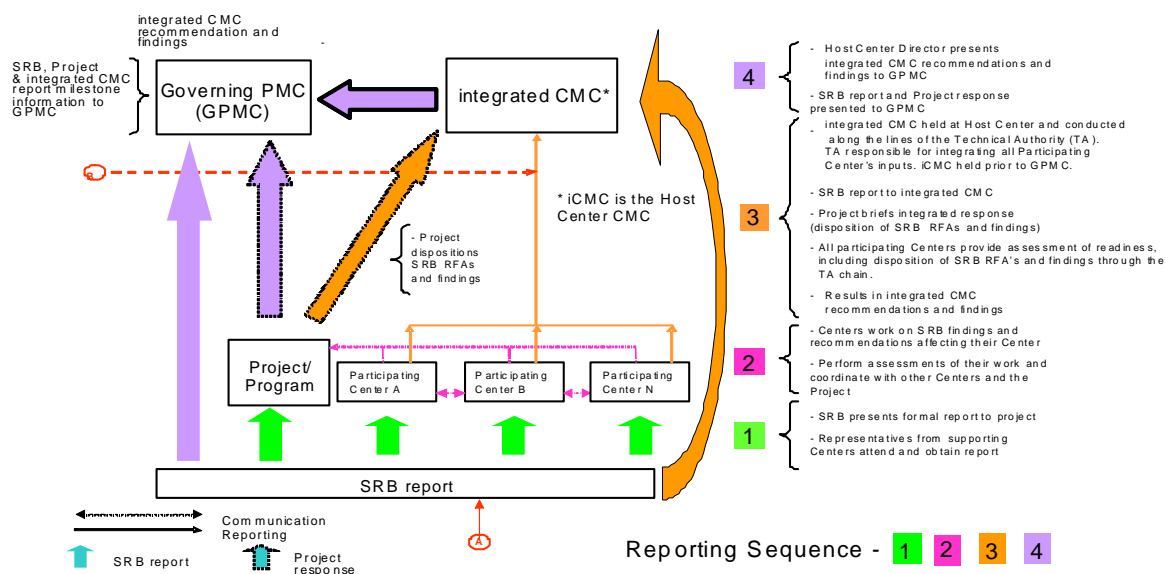 integrated CMC
recommendation and
findings -
SRB, Project
& integrated CMC
report milestone
information to
GPMC
Governing PMC
(GPMC)
integrated CMC*
B
* iCMC is the Host
Center CMC
- Project
dispositions
SRB RFAs
and findings
Project/
Program
Participating
Center A
Participating
Center B
Participating
Center N
SRB report
A
Communication
Reporting
SRB report
Project
response
4
- Host Center Director presents
integrated CMC recommendations and
findings to GPMC
- SRB report and Project response
presented to GPMC
3
- integrated CMC held at Host Center and conducted
along the lines of the Technical Authority (TA).
TA responsible for integrating all Participating
Center's inputs. iCMC held prior to GPMC.
- SRB report to integrated CMC
- Project briefs integrated response
(disposition of SRB RFAs and findings)
- All participating Centers provide assessment of readiness,
including disposition of SRB RFA's and findings through the
TA chain.
- Results in integrated CMC
recommendations and findings
2
- Centers work on SRB findings and
recommendations affecting their Center
- Perform assessments of their work and
coordinate with other Centers and the
Project
1
- SRB presents formal report to project
- Representatives from supporting
Centers attend and obtain report
Reporting Sequence - 1 2 3 4